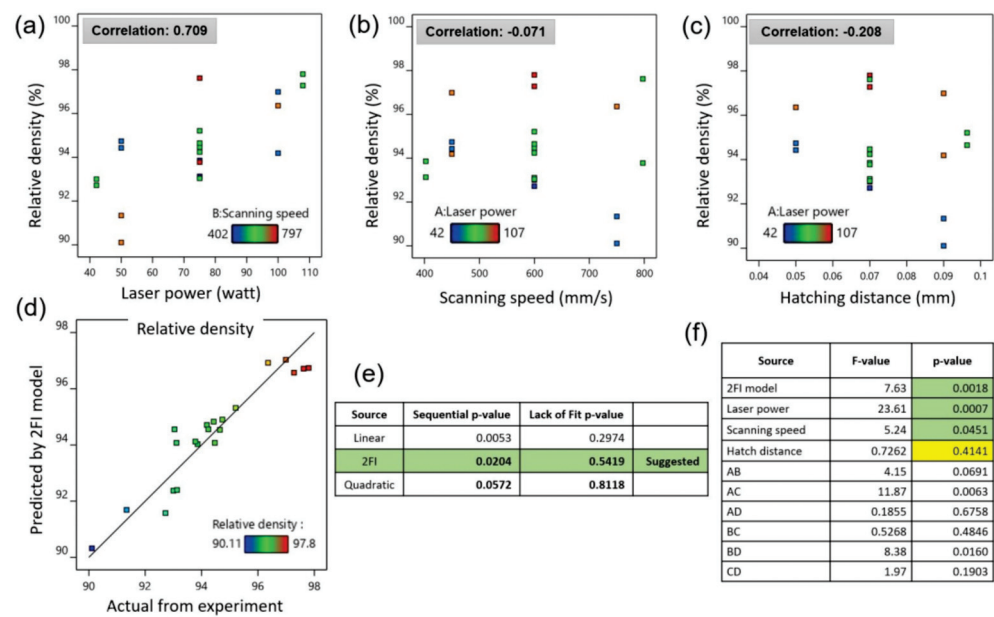 (a)
Correlation: 0.709
Relative density (%)
100
98
96
94
92
90
B:Scanning speed
402 797
40 50 60 70 80 90 100 110
Laser power (watt)
(b)
Correlation: -0.071
Relative density (%)
100
98
96
94
92
90
A:Laser power
42 107
400 500 600 700 800
Scanning speed (mm/s)
(c)
Correlation: -0.208
Relative density (%)
100
98
96
94
92
90
A:Laser power
42 107
0.04 0.05 0.06 0.07 0.08 0.09 0.1
Hatching distance (mm)
(d)
Relative density
Predicted by 2FI model
98
96
94
92
90
Relative density :
90.11 97.8
90 92 94 96 98
Actual from experiment
(e)
Source Sequential p-value Lack of Fit p-value
Linear 0.0053 0.2974
2FI 0.0204 0.5419 Suggested
Quadratic 0.0572 0.8118
(f)
Source F-value p-value
2FI model 7.63 0.0018
Laser power 23.61 0.0007
Scanning speed 5.24 0.0451
Hatch distance 0.7262 0.4141
AB 4.15 0.0691
AC 11.87 0.0063
AD 0.1855 0.6758
BC 0.5268 0.4846
BD 8.38 0.0160
CD 1.97 0.1903